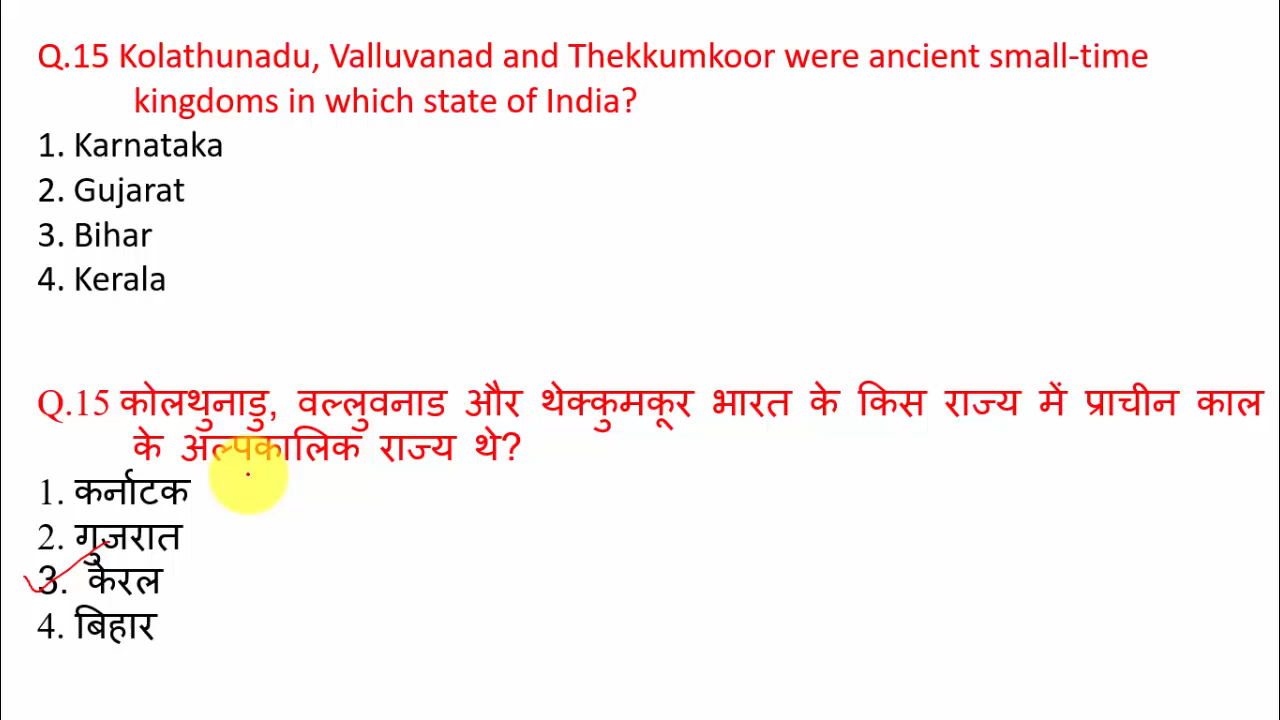 Q.15 Kolathunadu, Valluvanad and Thekkumkoor were ancient small-time
kingdoms in which state of India?
1. Karnataka
2. Gujarat
3. Bihar
4. Kerala
Q.15 कोलथुनाडु, वल्लुवनाड और थेक्कुमकूर भारत के किस राज्य में प्राचीन काल
के अल्पकालिक राज्य थे?
1. कर्नाटक
2. गुजरात
3. केरल
4. बिहार